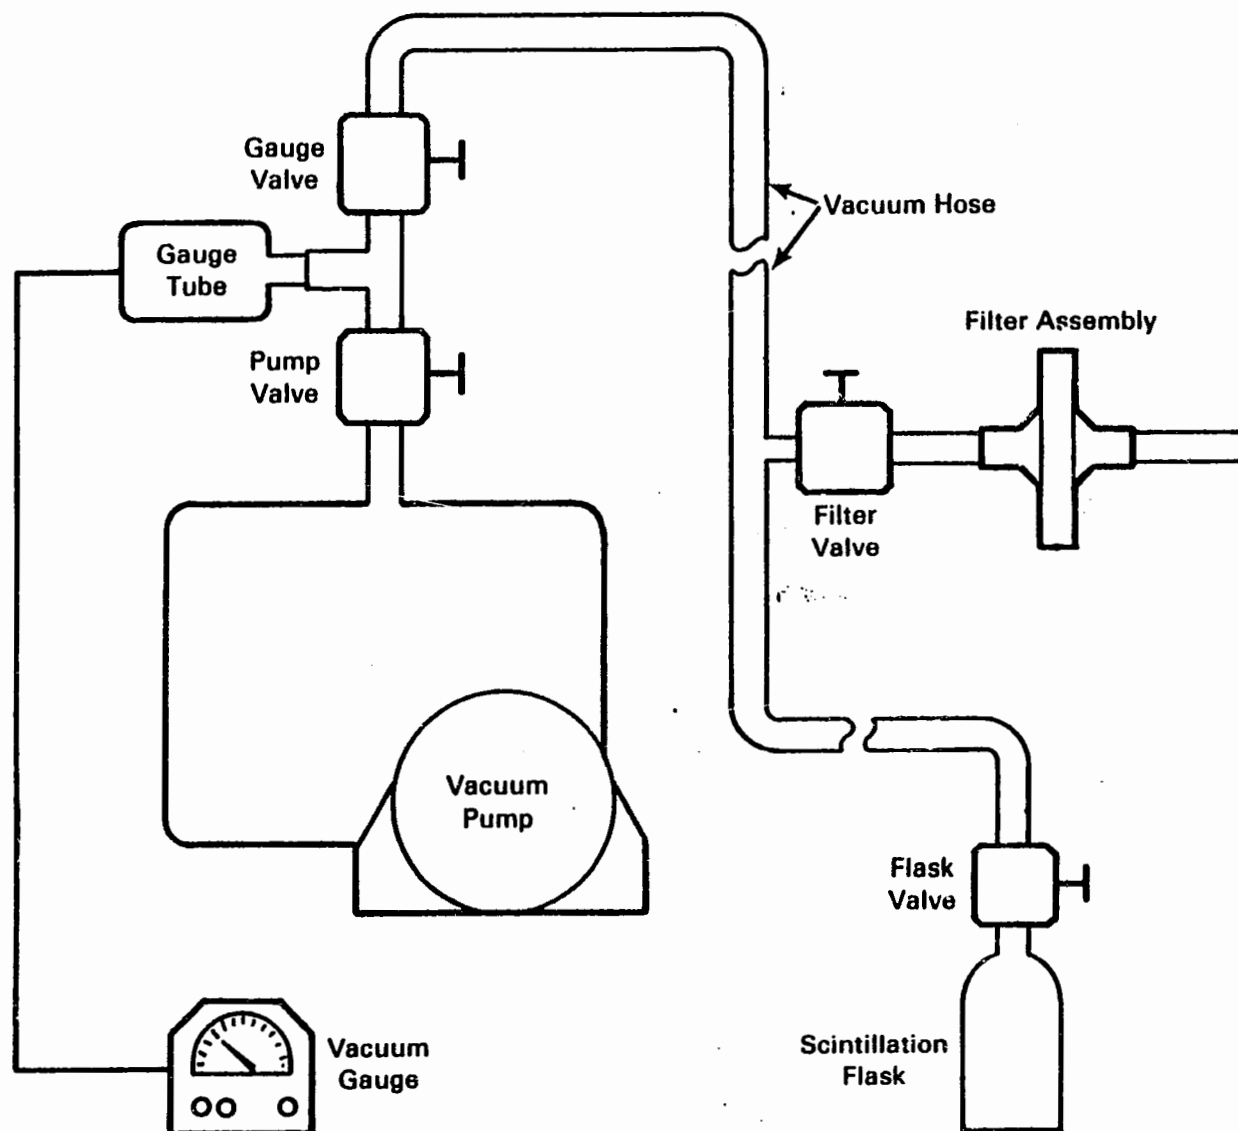 Gauge
Valve
Vacuum Hose
Gauge
Tube
Filter Assembly
Pump
Valve
Filter
Valve
Vacuum
Pump
Flask
Valve
Vacuum
Gauge
Scintillation
Flask